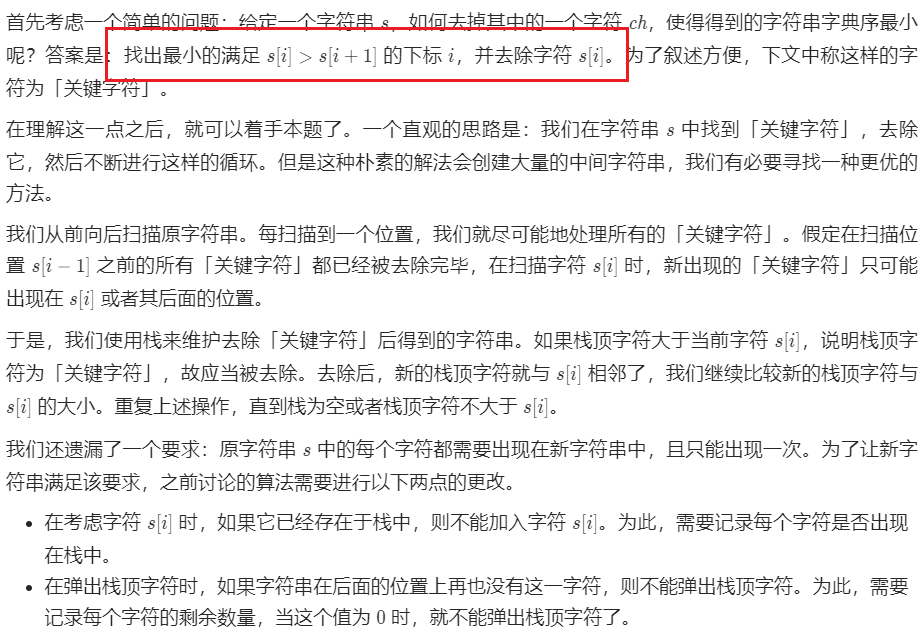 首先考虑一个简单的问题:给定一个字符串 s,如何去掉其中的一个字符 ch,使得得到的字符串字典序最小
呢?答案是:找出最小的满足 s[i] > s[i+1] 的下标 i,并去除字符 s[i]。为了叙述方便,下文中称这样的字
符为「关键字符」。
在理解这一点之后,就可以着手本题了。一个直观的思路是:我们在字符串 s 中找到「关键字符」,去除
它,然后不断进行这样的循环。但是这种朴素的解法会创建大量的中间字符串,我们有必要寻找一种更优的
方法。
我们从前向后扫描原字符串。每扫描到一个位置,我们就尽可能地处理所有的「关键字符」。假定在扫描位
置 s[i−1] 之前的所有「关键字符」都已经被去除完毕,在扫描字符 s[i] 时,新出现的「关键字符」只可能
出现在 s[i] 或者其后面的位置。
于是,我们使用栈来维护去除「关键字符」后得到的字符串。如果栈顶字符大于当前字符 s[i],说明栈顶字
符为「关键字符」,故应当被去除。去除后,新的栈顶字符就与 s[i] 相邻了,我们继续比较新的栈顶字符与
s[i] 的大小。重复上述操作,直到栈为空或者栈顶字符不大于 s[i]。
我们还遗漏了一个要求:原字符串 s 中的每个字符都需要出现在新字符串中,且只能出现一次。为了让新字
符串满足该要求,之前讨论的算法需要进行以下两点的更改。
• 在考虑字符 s[i] 时,如果它已经存在于栈中,则不能加入字符 s[i]。为此,需要记录每个字符是否出现
在栈中。
• 在弹出栈顶字符时,如果字符串在后面的位置上再也没有这一字符,则不能弹出栈顶字符。为此,需要
记录每个字符的剩余数量,当这个值为 0 时,就不能弹出栈顶字符了。